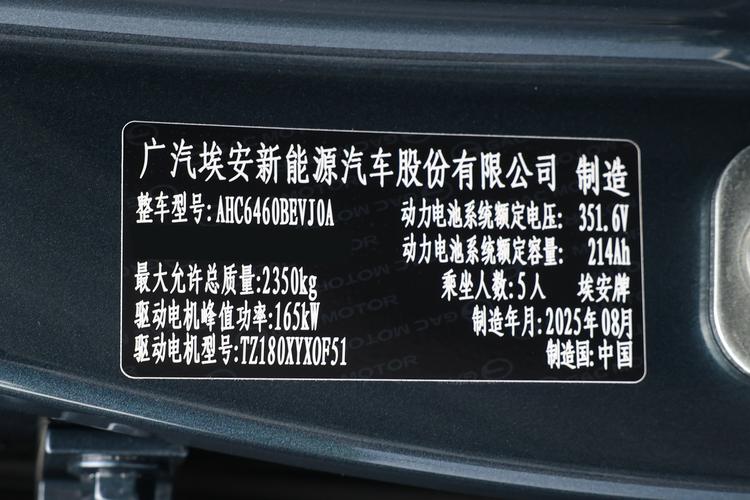 广汽埃安新能源汽车股份有限公司 制造
整车型号:AHC6460BEVJ0A 动力电池系统额定电压: 351.6V
动力电池系统额定容量: 214Ah
最大允许总质量:2350kg 乘坐人数:5人 埃安牌
驱动电机峰值功率:165kW 制造年月:2025年08月
驱动电机型号:TZ180XYX0F51 制造国:中国